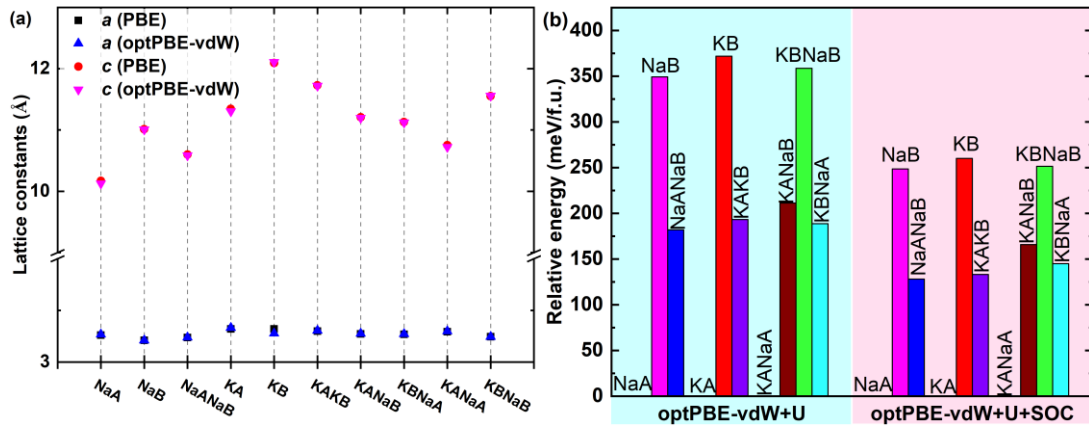 (a)
a (PBE)
a (optPBE-vdW)
c (PBE)
c (optPBE-vdW)
Lattice constants (Å)
12
10
3
NaA
NaB
NaANaB
KA
KB
KAKB
KANaB
KBNaA
KANaA
KBNaB
(b)
Relative energy (meV/f.u.)
400
350
300
250
200
150
100
50
0
NaA
NaB
NaANaB
KA
KB
KAKB
KANaA
KANaB
KBNaB
KBNaA
optPBE-vdW+U
NaA
NaB
NaANaB
KA
KB
KAKB
KANaA
KANaB
KBNaB
KBNaA
optPBE-vdW+U+SOC